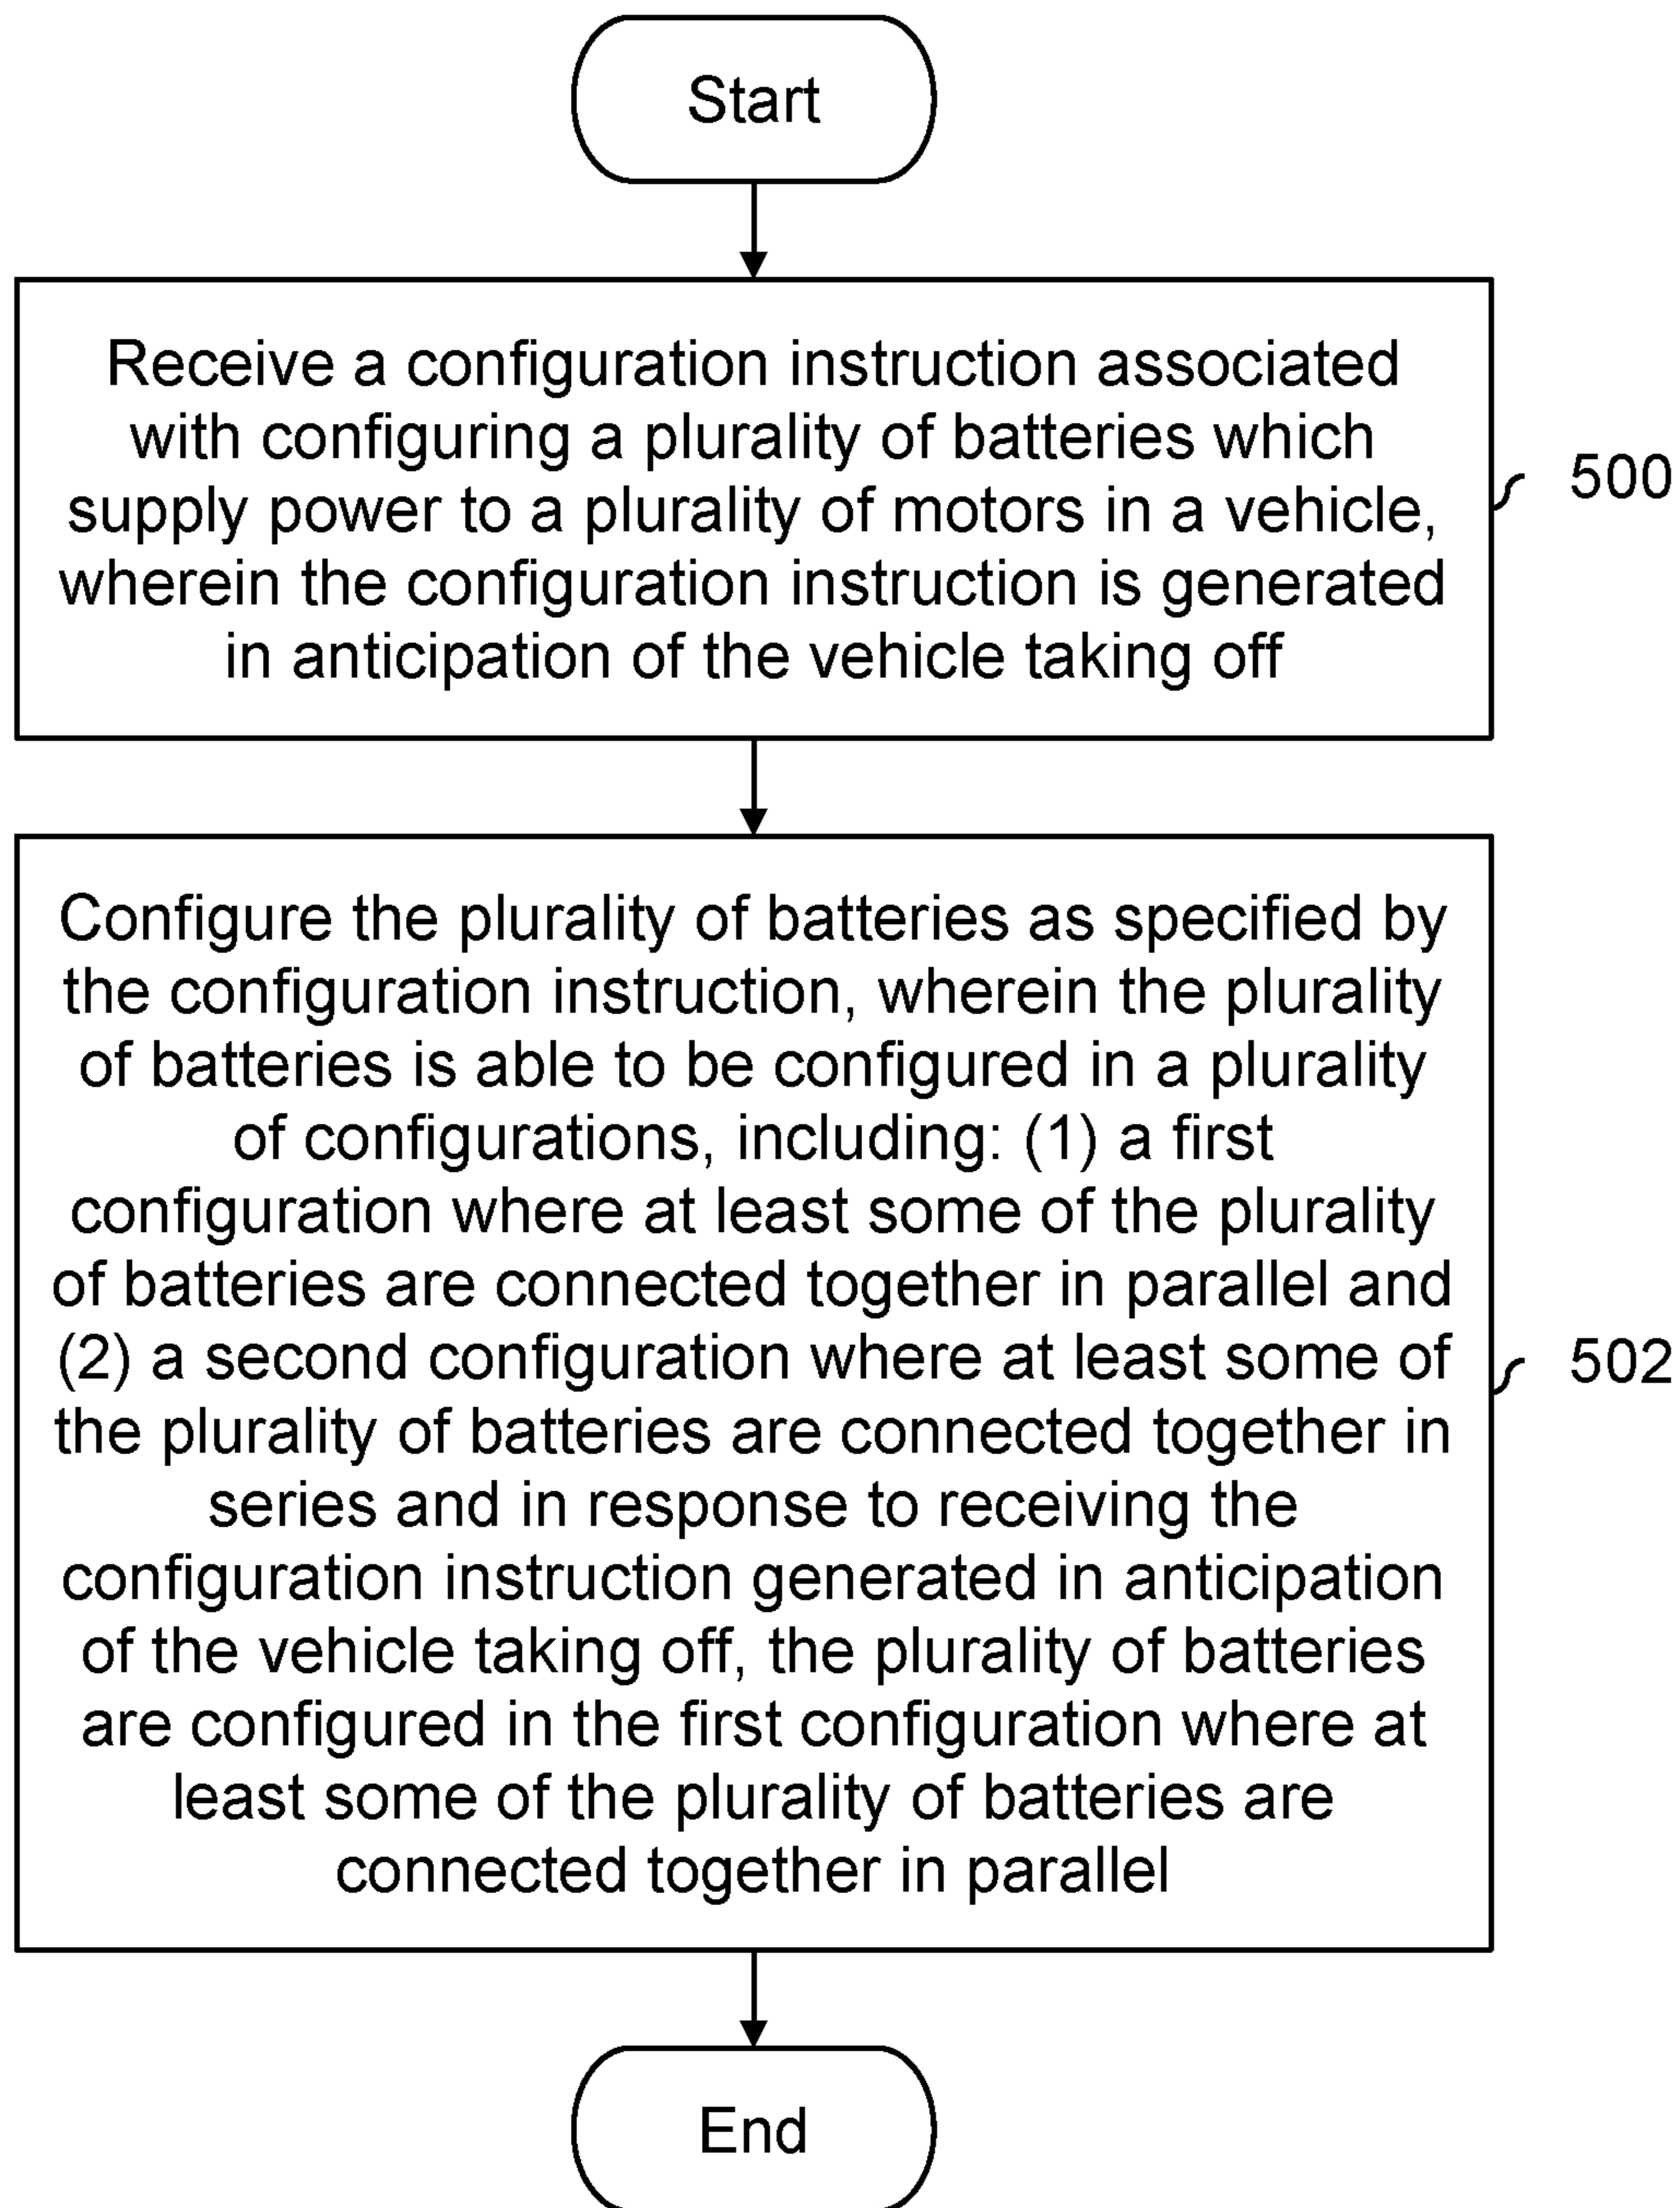 Start
Receive a configuration instruction associated
with configuring a plurality of batteries which
supply power to a plurality of motors in a vehicle,
wherein the configuration instruction is generated
in anticipation of the vehicle taking off
500
Configure the plurality of batteries as specified by
the configuration instruction, wherein the plurality
of batteries is able to be configured in a plurality
of configurations, including: (1) a first
configuration where at least some of the plurality
of batteries are connected together in parallel and
(2) a second configuration where at least some of
the plurality of batteries are connected together in
series and in response to receiving the
configuration instruction generated in anticipation
of the vehicle taking off, the plurality of batteries
are configured in the first configuration where at
least some of the plurality of batteries are
connected together in parallel
502
End